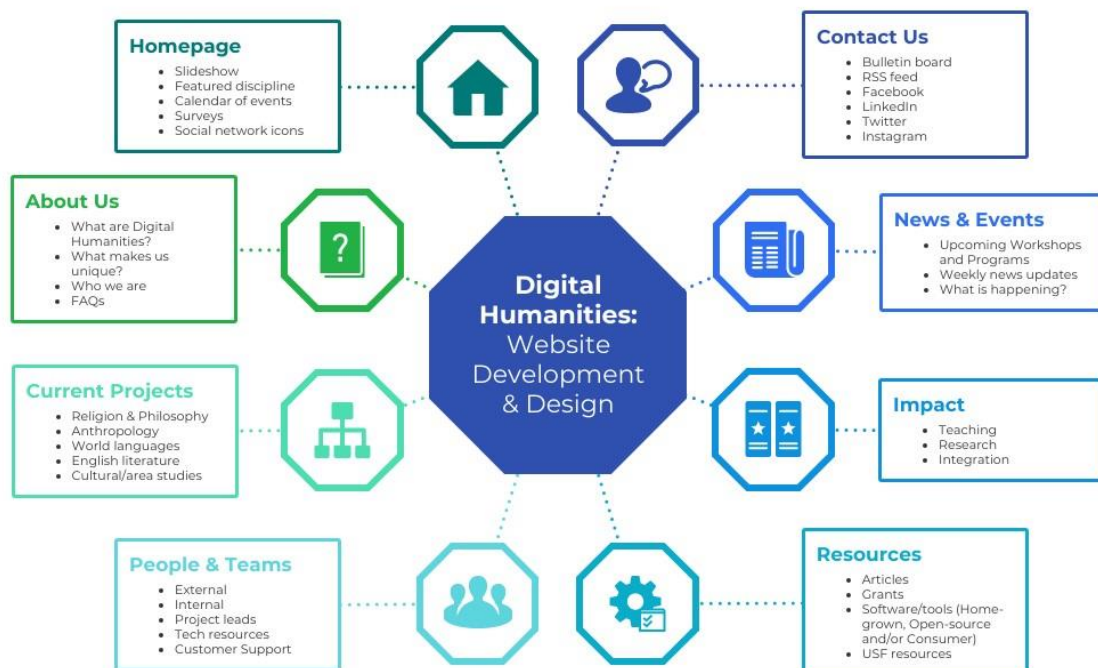 Homepage
Slideshow
Featured discipline
Calendar of events
Surveys
Social network icons
Contact Us
Bulletin board
RSS feed
Facebook
LinkedIn
Twitter
Instagram
About Us
What are Digital
Humanities?
What makes us
unique?
Who we are
FAQs
?
News & Events
Upcoming Workshops
and Programs
Weekly news updates
What is happening?
Digital
Humanities:
Website
Development
& Design
Current Projects
Religion & Philosophy
Anthropology
World languages
English literature
Cultural/area studies
Impact
Teaching
Research
Integration
People & Teams
External
Internal
Project leads
Tech resources
Customer Support
Resources
Articles
Grants
Software/tools (Home-
grown, Open-source
and/or Consumer)
USF resources